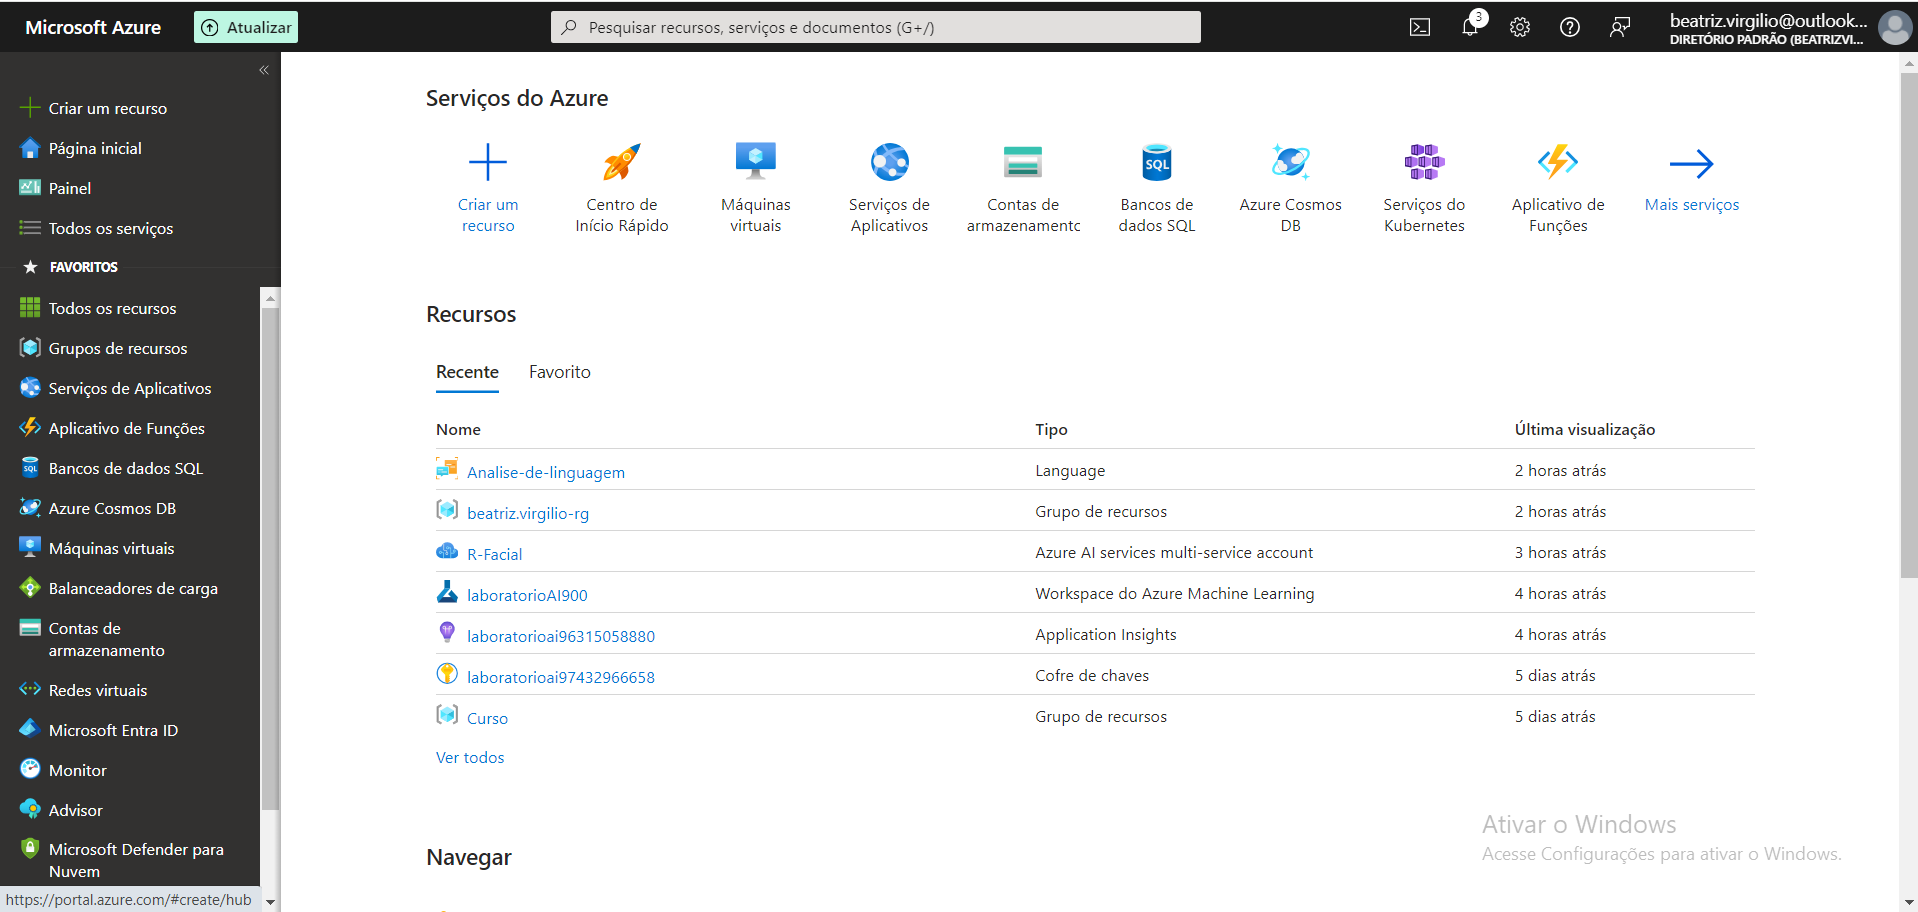 Microsoft Azure
Atualizar
Pesquisar recursos, serviços e documentos (G+/)
3
beatriz.virgilio@outlook...
DIRETÓRIO PADRÃO (BEATRIZVI...
Criar um recurso
Página inicial
Painel
Todos os serviços
FAVORITOS
Todos os recursos
Grupos de recursos
Serviços de Aplicativos
Aplicativo de Funções
Bancos de dados SQL
Azure Cosmos DB
Máquinas virtuais
Balanceadores de carga
Contas de
armazenamento
Redes virtuais
Microsoft Entra ID
Monitor
Advisor
Microsoft Defender para
Nuvem
https://portal.azure.com/#create/hub
Serviços do Azure
Criar um
recurso
Centro de
Início Rápido
Máquinas
virtuais
Serviços de
Aplicativos
Contas de
armazenamentc
SQL
Bancos de
dados SQL
Azure Cosmos
DB
Serviços do
Kubernetes
Aplicativo de
Funções
Mais serviços
Recursos
Recente Favorito
Nome Tipo Última visualização
Analise-de-linguagem Language 2 horas atrás
beatriz.virgilio-rg Grupo de recursos 2 horas atrás
R-Facial Azure AI services multi-service account 3 horas atrás
laboratorioAI900 Workspace do Azure Machine Learning 4 horas atrás
laboratorioai96315058880 Application Insights 4 horas atrás
laboratorioai97432966658 Cofre de chaves 5 dias atrás
Curso Grupo de recursos 5 dias atrás
Ver todos
Navegar
Ativar o Windows
Acesse Configurações para ativar o Windows.